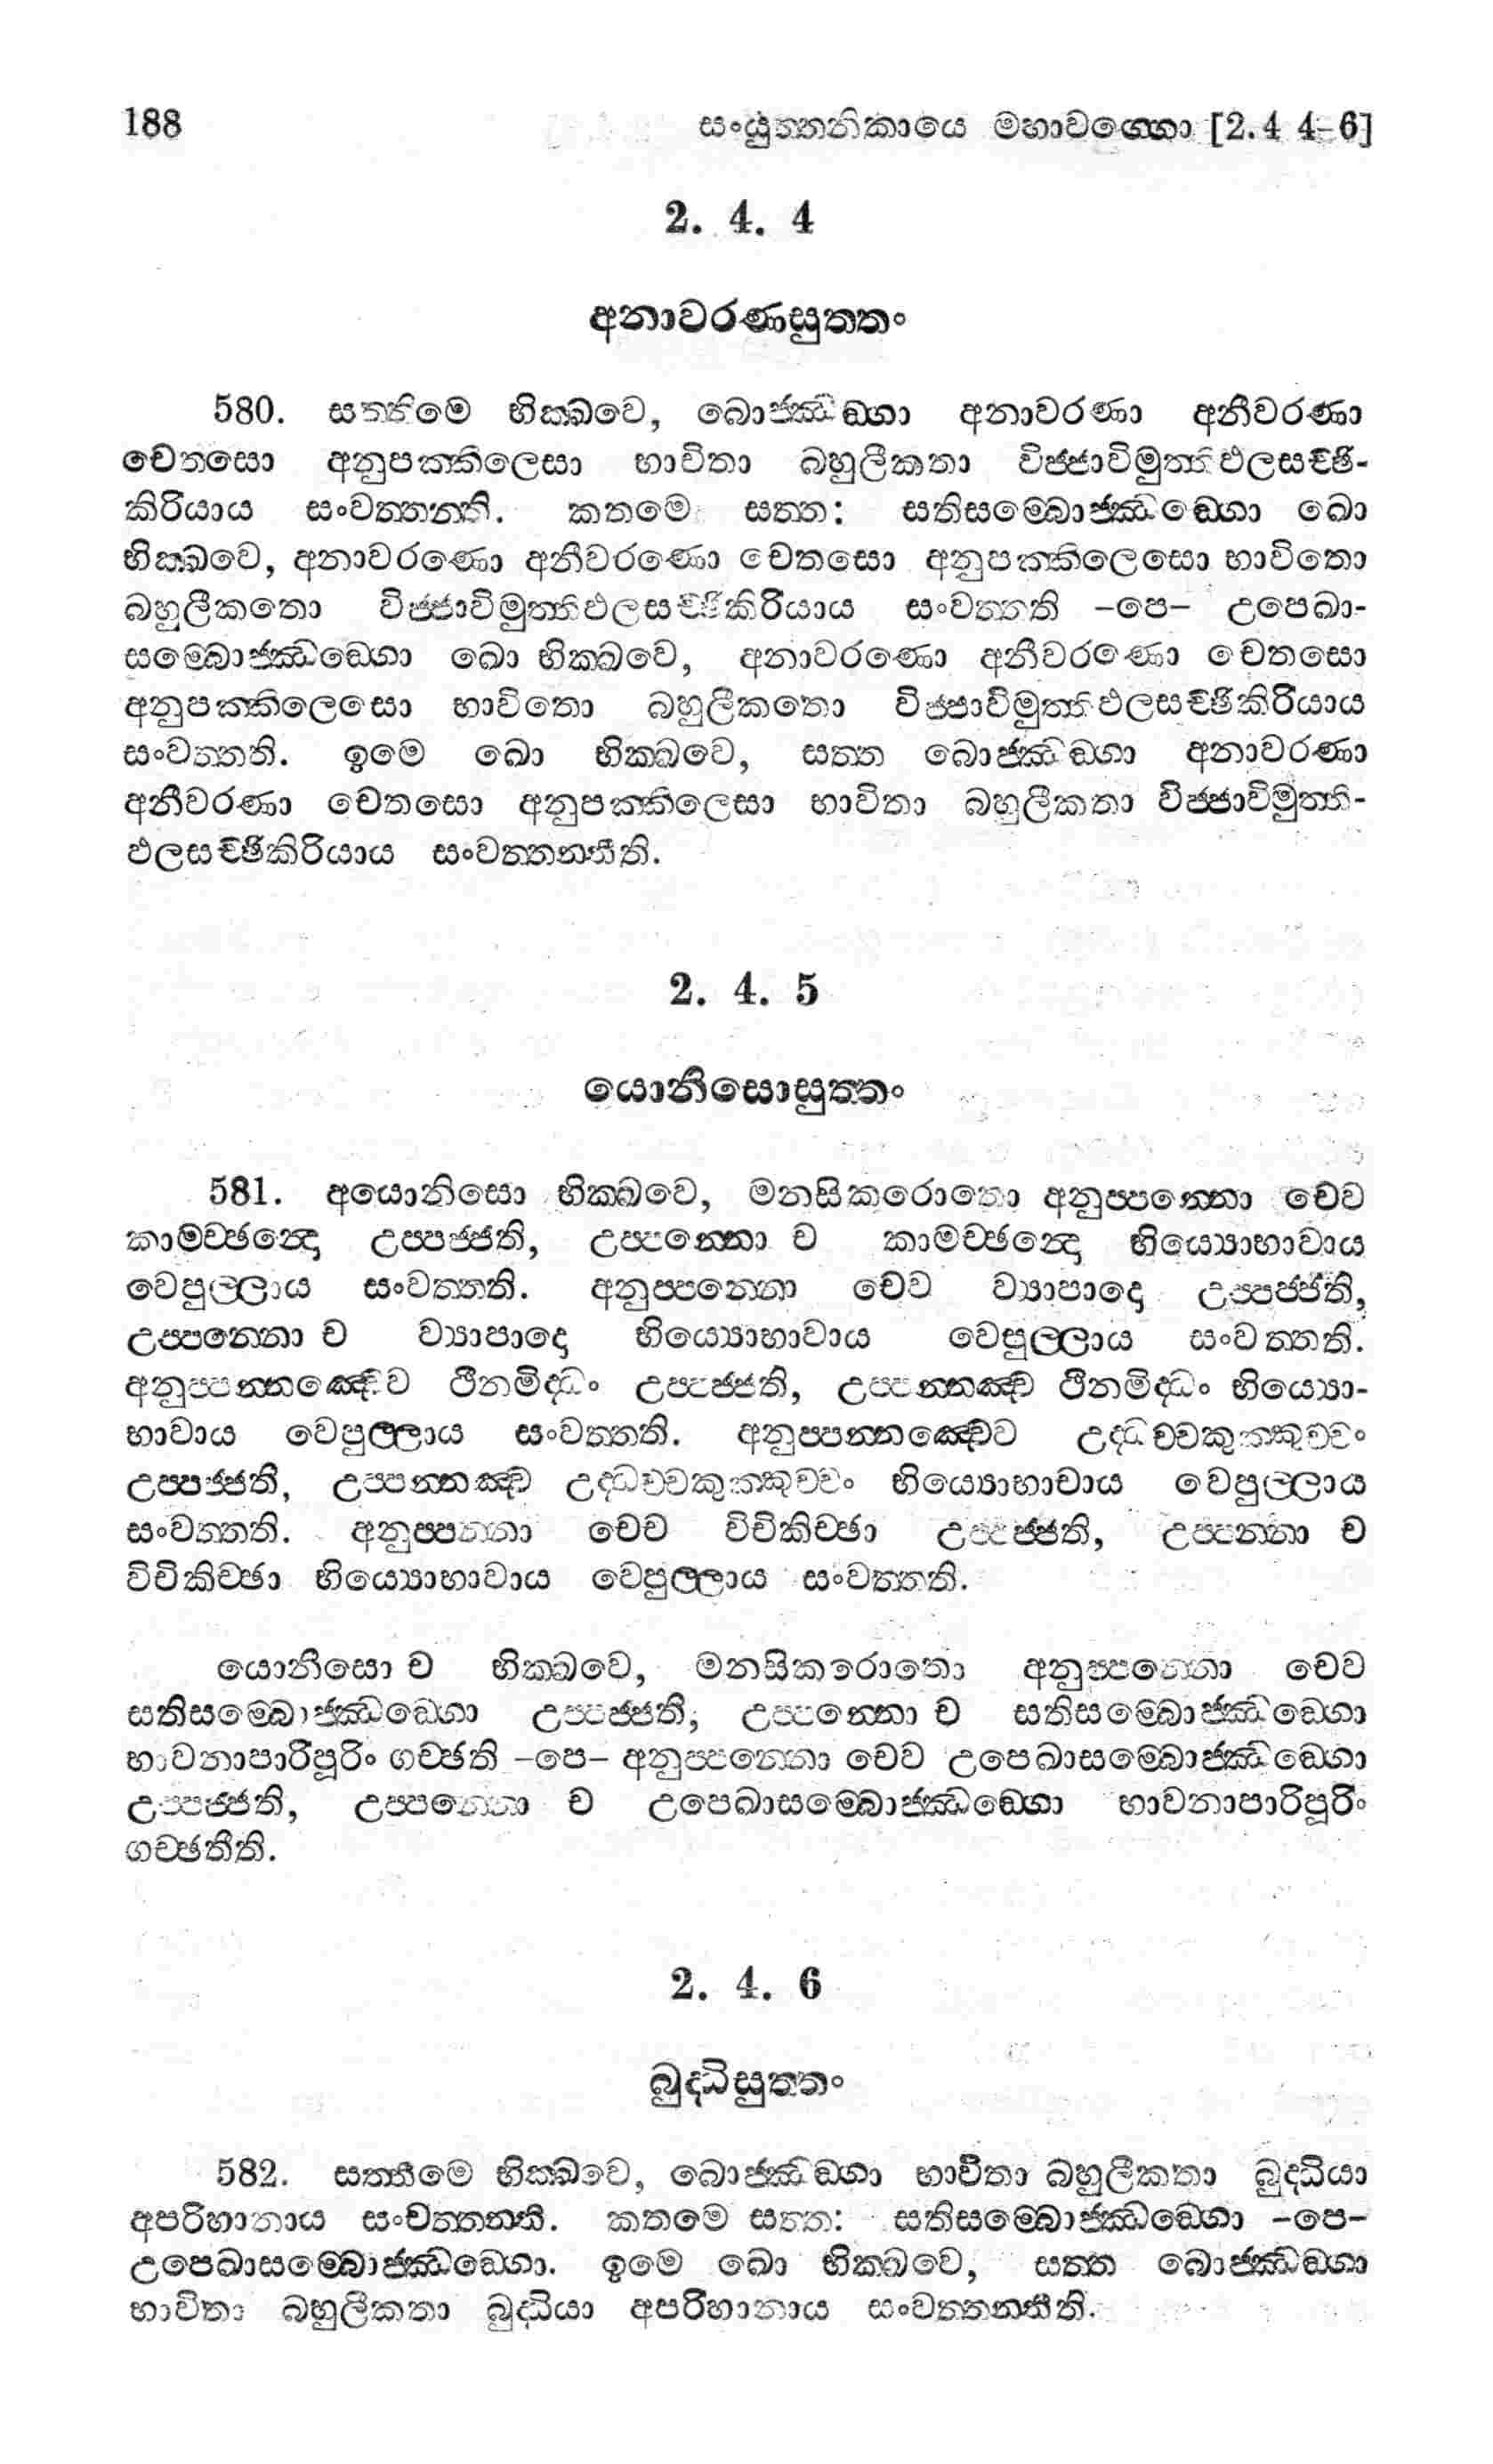 188 සංයුත්තනිකායෙ මහාවග්ගො [2.4 4-6]
2. 4. 4
අනාවරණසුත්තං
580. සත්තිමෙ භික්ඛවෙ, බොජ්ඣඞ්ගා අනාවරණා අනීවරණා
චෙතසො අනුපක්කිලෙසා භාවිතා බහුලීකතා විජ්ජාවිමුත්තිඵලසච්ඡි-
කිරියාය සංවත්තන්ති. කතමෙ සත්ත: සතිසම්බොජ්ඣඞ්ගො ඛො
භික්ඛවෙ, අනාවරණො අනීවරණො චෙතසො අනුපක්කිලෙසො භාවිතො
බහුලීකතො විජ්ජාවිමුත්තිඵලසච්ඡිකිරියාය සංවත්තති -පෙ- උපෙඛා-
සම්බොජ්ඣඞ්ගො ඛො භික්ඛවෙ, අනාවරණො අනීවරණො චෙතසො
අනුපක්කිලෙසො භාවිතො බහුලීකතො විජ්ජාවිමුත්තිඵලසච්ඡිකිරියාය
සංවත්තති. ඉමෙ ඛො භික්ඛවෙ, සත්ත බොජ්ඣඞ්ගා අනාවරණා
අනීවරණා චෙතසො අනුපක්කිලෙසා භාවිතා බහුලීකතා විජ්ජාවිමුත්ති-
ඵලසච්ඡිකිරියාය සංවත්තන්තීති.
2. 4. 5
යොනිසොසුත්තං
581. අයොනිසො භික්ඛවෙ, මනසිකරොතො අනුප්පන්නො චෙව
කාමච්ඡන්දො උප්පජ්ජති, උප්පන්නො ච කාමච්ඡන්දො භිය්‍යොභාවාය
වෙපුල්ලාය සංවත්තති. අනුප්පන්නො චෙව ව්‍යාපාදො උප්පජ්ජති,
උප්පන්නො ච ව්‍යාපාදො භිය්‍යොභාවාය වෙපුල්ලාය සංවත්තති.
අනුප්පන්නඤ්චෙව ථීනමිද්ධං උප්පජ්ජති, උප්පන්නඤ්ච ථීනමිද්ධං භිය්‍යො-
භාවාය වෙපුල්ලාය සංවත්තති. අනුප්පන්නඤ්චෙව උද්ධච්චකුක්කුච්චං
උප්පජ්ජති, උප්පන්නඤ්ච උද්ධච්චකුක්කුච්චං භිය්‍යොභාවාය වෙපුල්ලාය
සංවත්තති. අනුප්පන්නා චෙව විචිකිච්ඡා උප්පජ්ජති, උප්පන්නා ච
විචිකිච්ඡා භිය්‍යොභාවාය වෙපුල්ලාය සංවත්තති.
යොනිසො ච භික්ඛවෙ, මනසිකරොතො අනුප්පන්නො චෙව
සතිසම්බොජ්ඣඞ්ගො උප්පජ්ජති, උප්පන්නො ච සතිසම්බොජ්ඣඞ්ගො
භාවනාපාරිපූරිං ගච්ඡති -පෙ- අනුප්පන්නො චෙව උපෙඛාසම්බොජ්ඣඞ්ගො
උප්පජ්ජති, උප්පන්නො ච උපෙඛාසම්බොජ්ඣඞ්ගො භාවනාපාරිපූරිං
ගච්ඡතීති.
2. 4. 6
බුද්ධිසුත්තං
582. සත්තිමෙ භික්ඛවෙ, බොජ්ඣඞ්ගා භාවිතා බහුලීකතා බුද්ධියා
අපරිහානාය සංවත්තන්ති. කතමෙ සත්ත: සතිසම්බොජ්ඣඞ්ගො -පෙ-
උපෙඛාසම්බොජ්ඣඞ්ගො. ඉමෙ ඛො භික්ඛවෙ, සත්ත බොජ්ඣඞ්ගා
භාවිතා බහුලීකතා බුද්ධියා අපරිහානාය සංවත්තන්තීති.